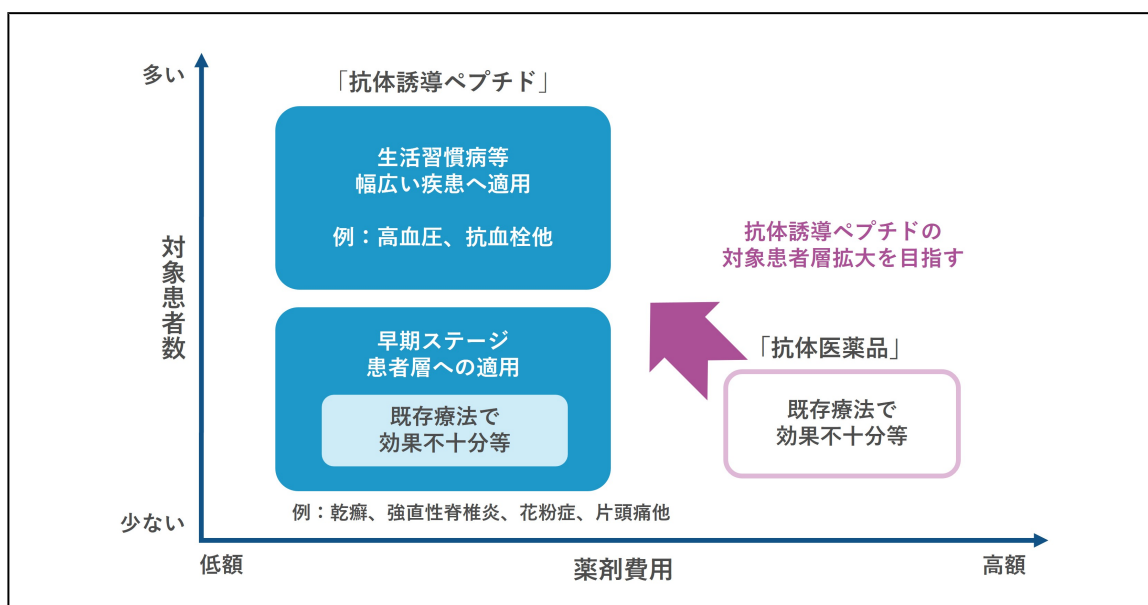 多い
「抗体誘導ペプチド」
生活習慣病等
幅広い疾患へ適用
例：高血圧、抗血栓他
抗体誘導ペプチドの
対象患者層拡大を目指す
対象患者数
早期ステージ
患者層への適用
既存療法で
効果不十分等
「抗体医薬品」
既存療法で
効果不十分等
少ない
例：乾癬、強直性脊椎炎、花粉症、片頭痛他
低額
薬剤費用
高額